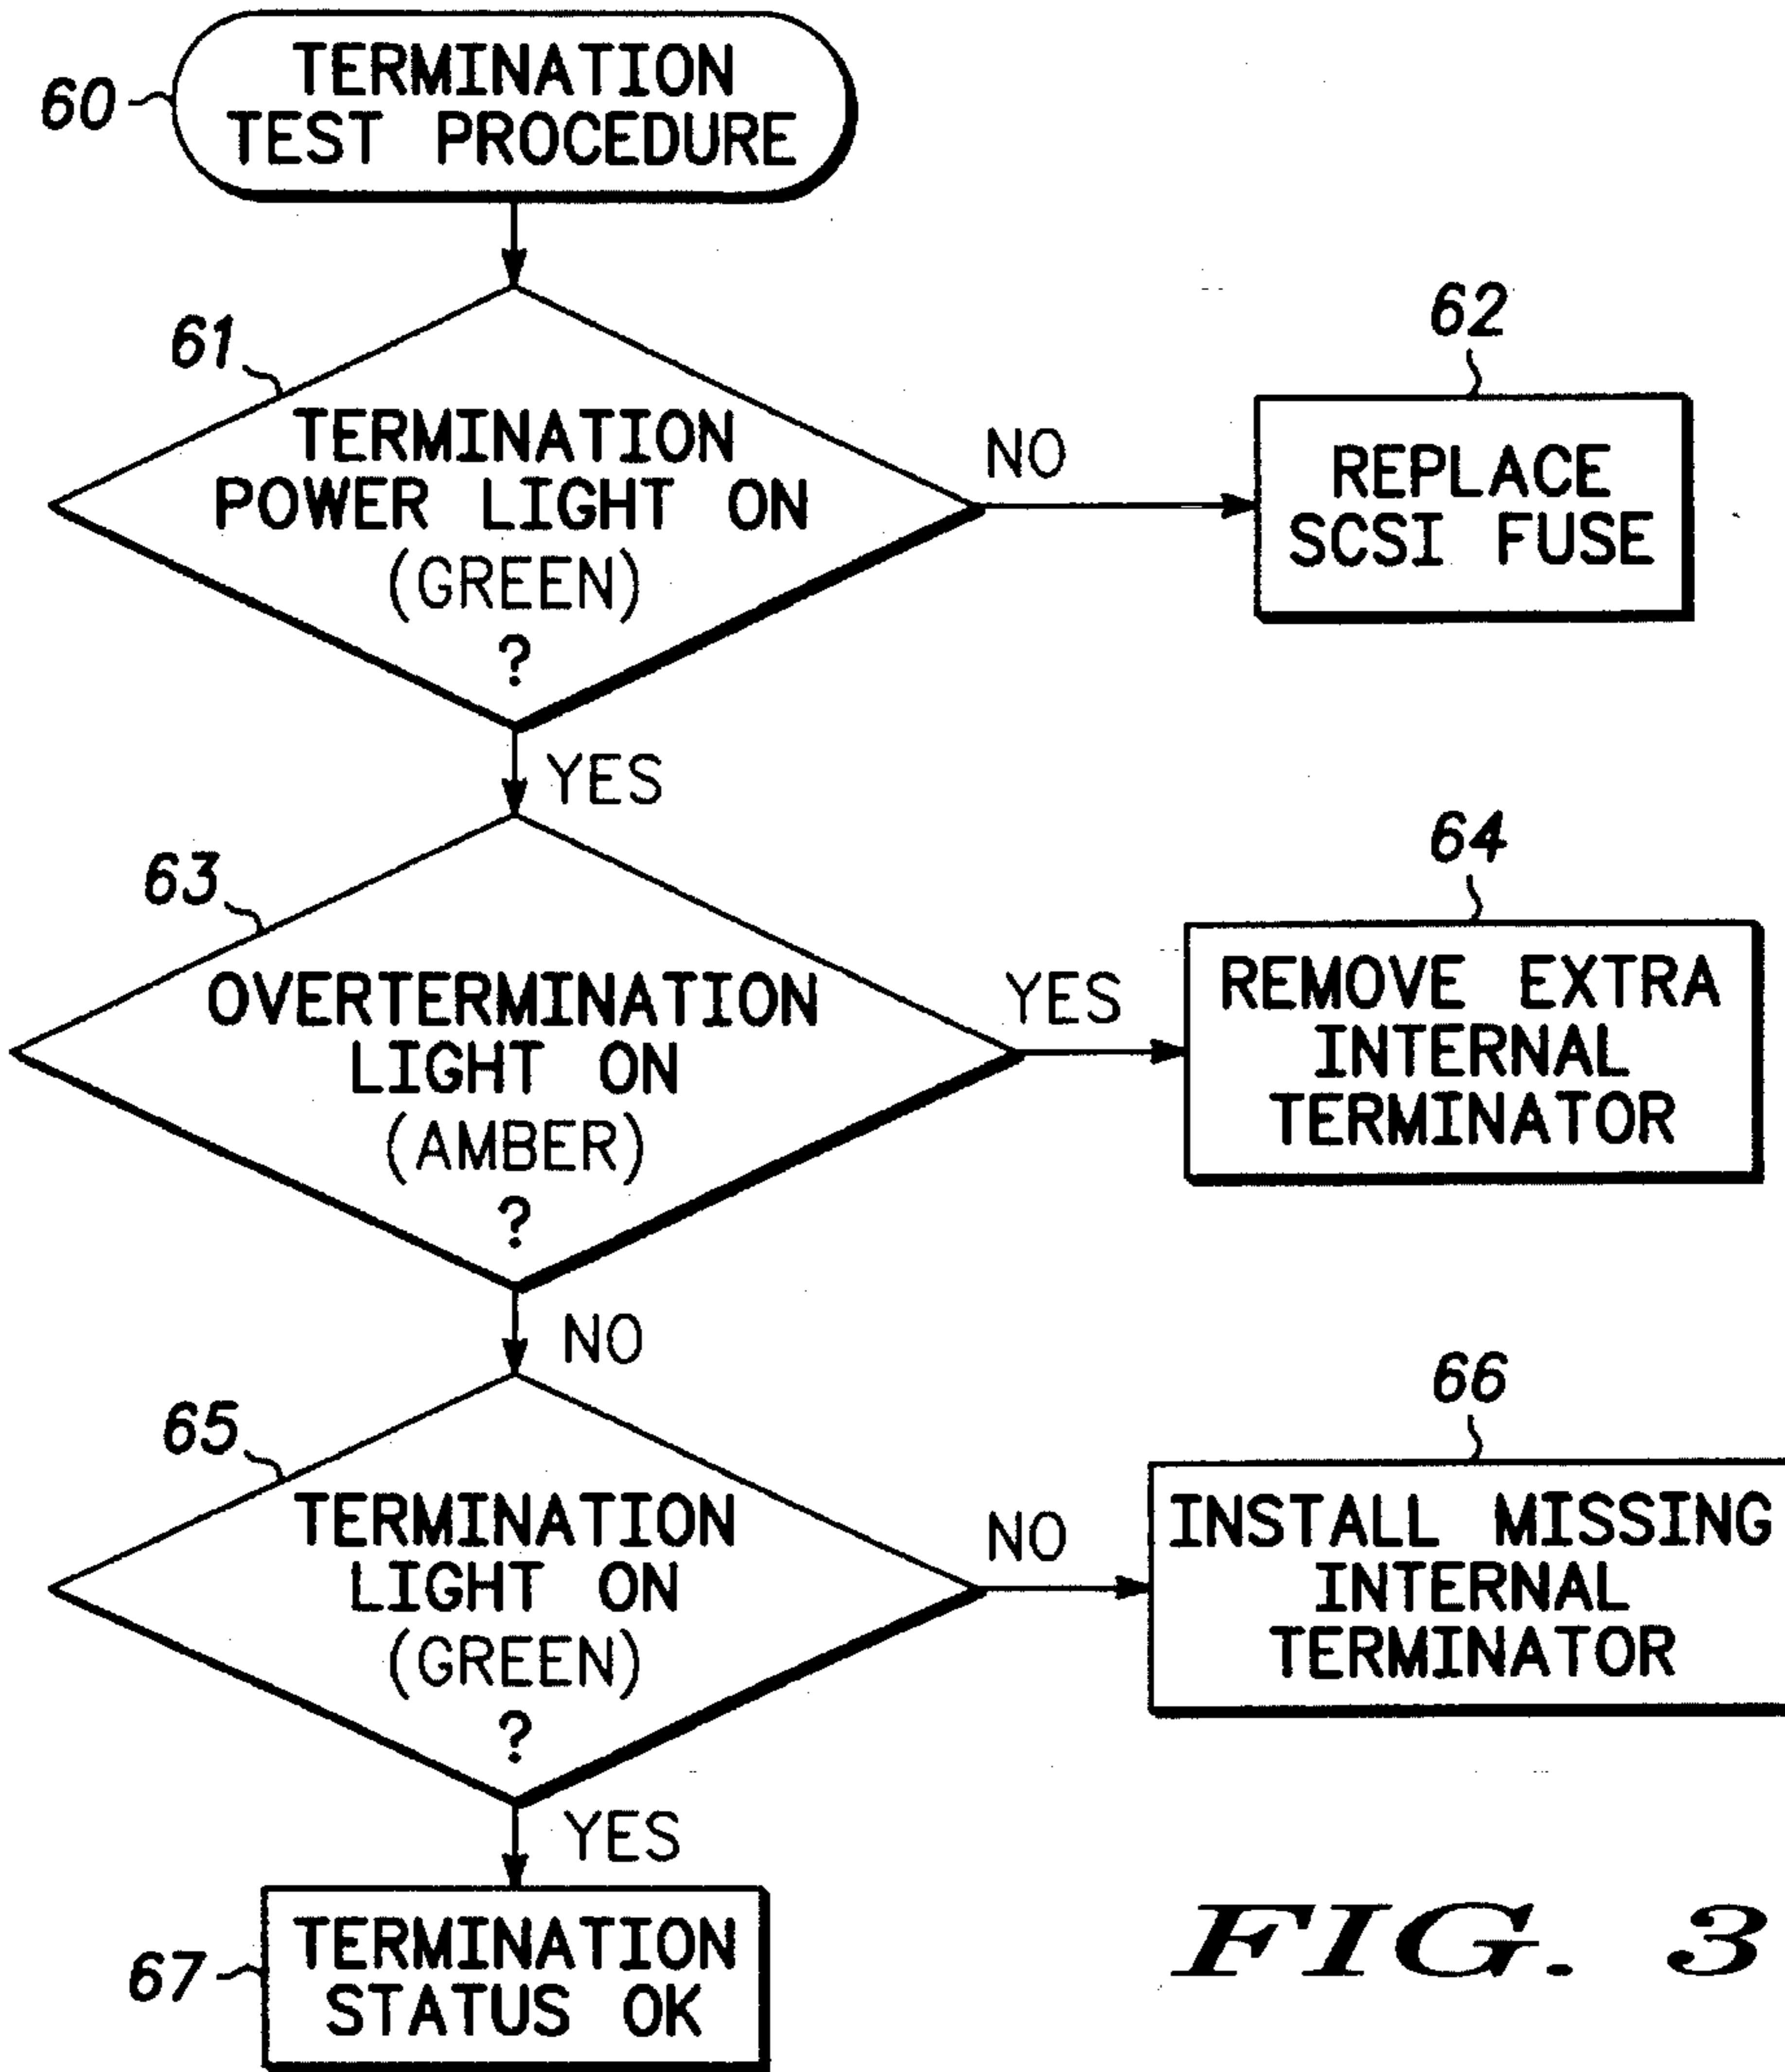 60
TERMINATION
TEST PROCEDURE
61
TERMINATION
POWER LIGHT ON
(GREEN)
?
NO
62
REPLACE
SCSI FUSE
YES
63
OVERTERMINATION
LIGHT ON
(AMBER)
?
YES
64
REMOVE EXTRA
INTERNAL
TERMINATOR
NO
65
TERMINATION
LIGHT ON
(GREEN)
?
NO
66
INSTALL MISSING
INTERNAL
TERMINATOR
YES
67
TERMINATION
STATUS OK
FIG. 3